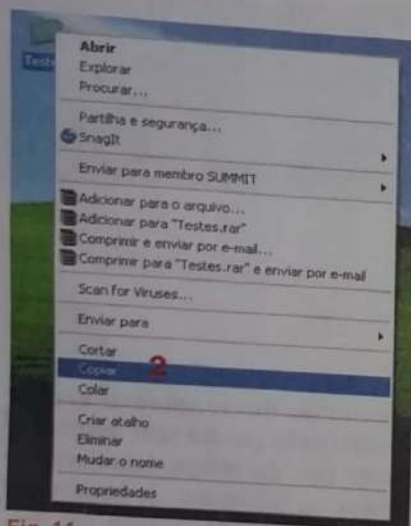 Teste
Abrir
Explorar
Procurar...
Partilha e segurança...
SnagIt
Enviar para membro SUMMIT
Adicionar para o arquivo...
Adicionar para "Testes.rar"
Comprimir e enviar por e-mail...
Comprimir para "Testes.rar" e enviar por e-mail
Scan for Viruses...
Enviar para
Cortar
Copiar 2
Colar
Criar atalho
Eliminar
Mudar o nome
Propriedades